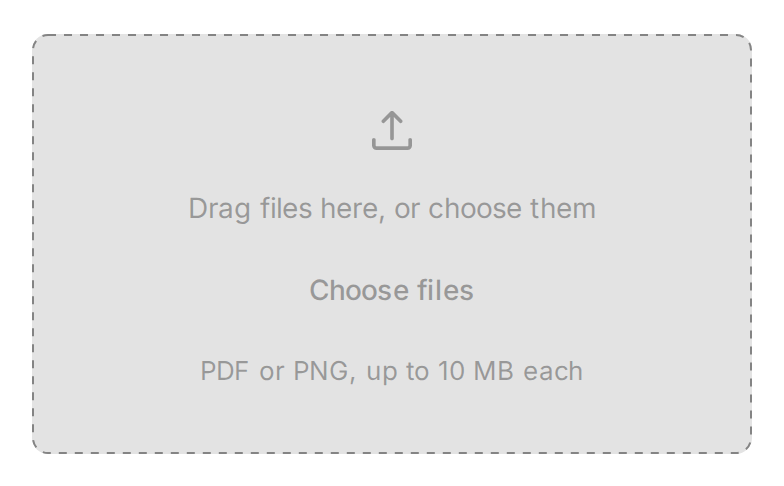 Drag files here, or choose them
Choose files
PDF or PNG, up to 10 MB each